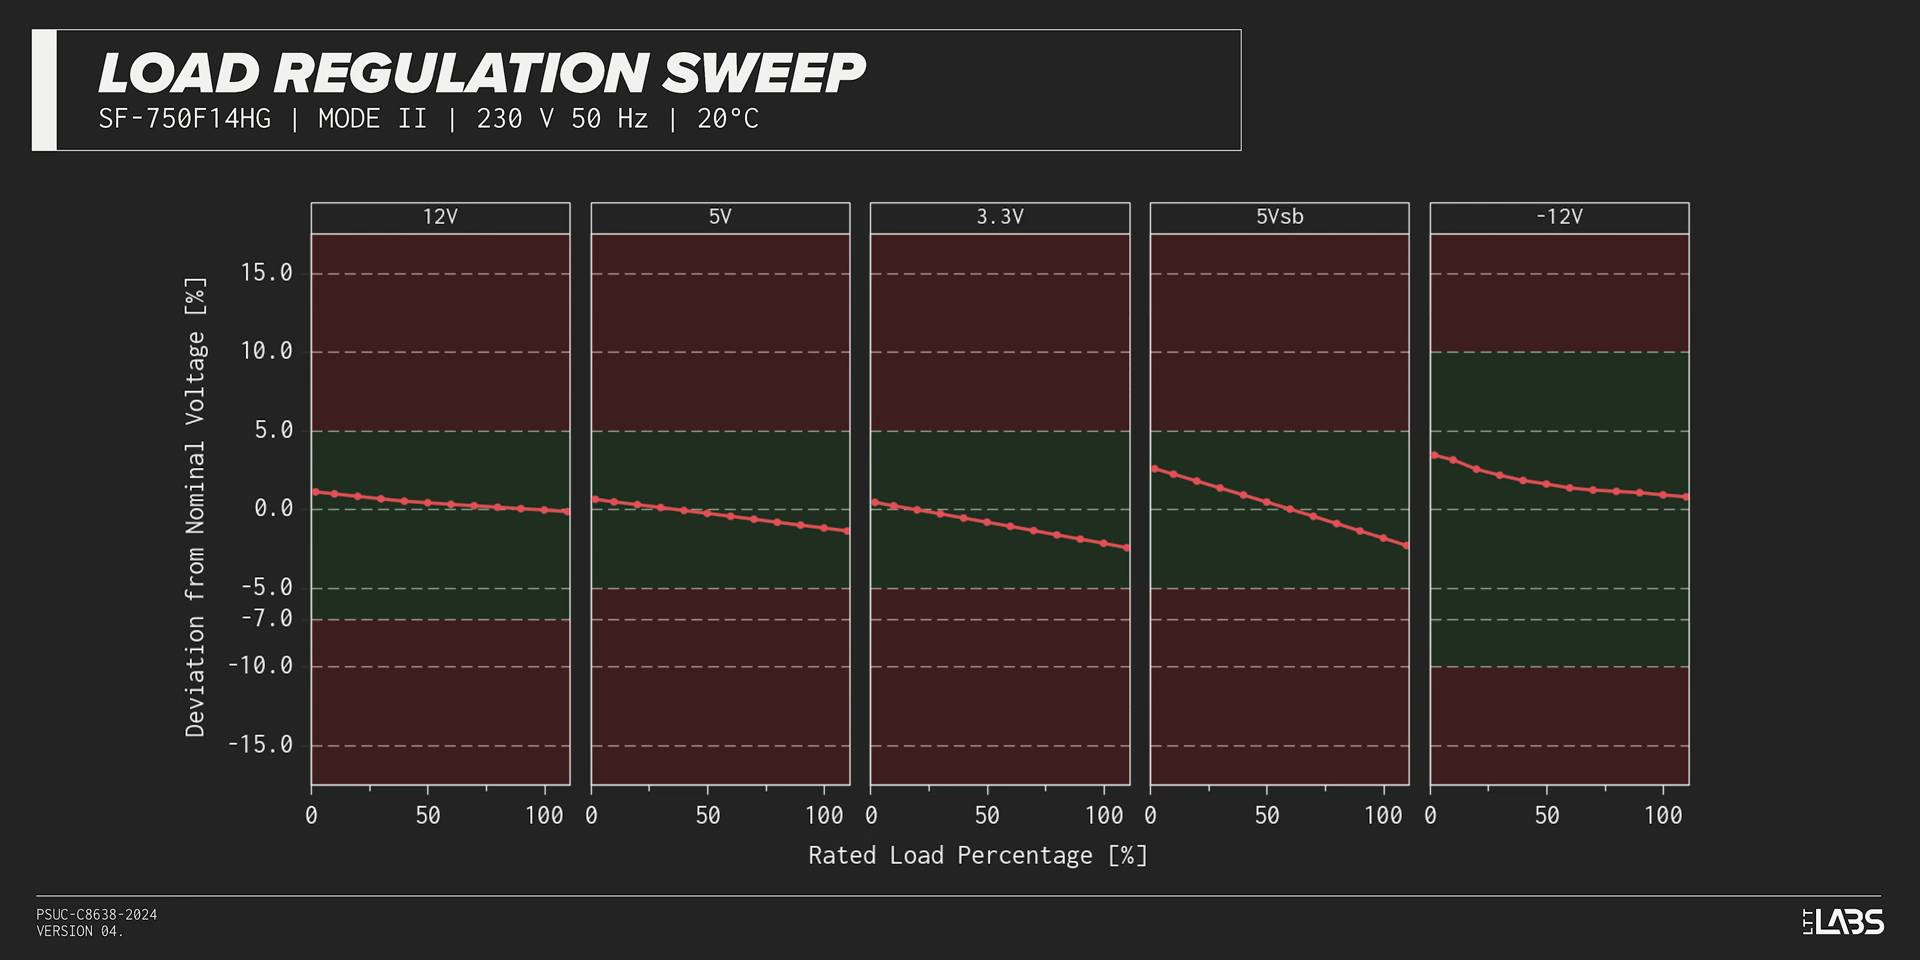 LOAD REGULATION SWEEP
SF-750F14HG | MODE II | 230 V 50 Hz | 20°C
12V 5V 3.3V 5Vsb -12V
Deviation from Nominal Voltage [%]
15.0
10.0
5.0
0.0
-5.0
-7.0
-10.0
-15.0
0 50 100 0 50 100 0 50 100 0 50 100 0 50 100
Rated Load Percentage [%]
PSUC-C8638-2024
VERSION 04.
LTT LABS